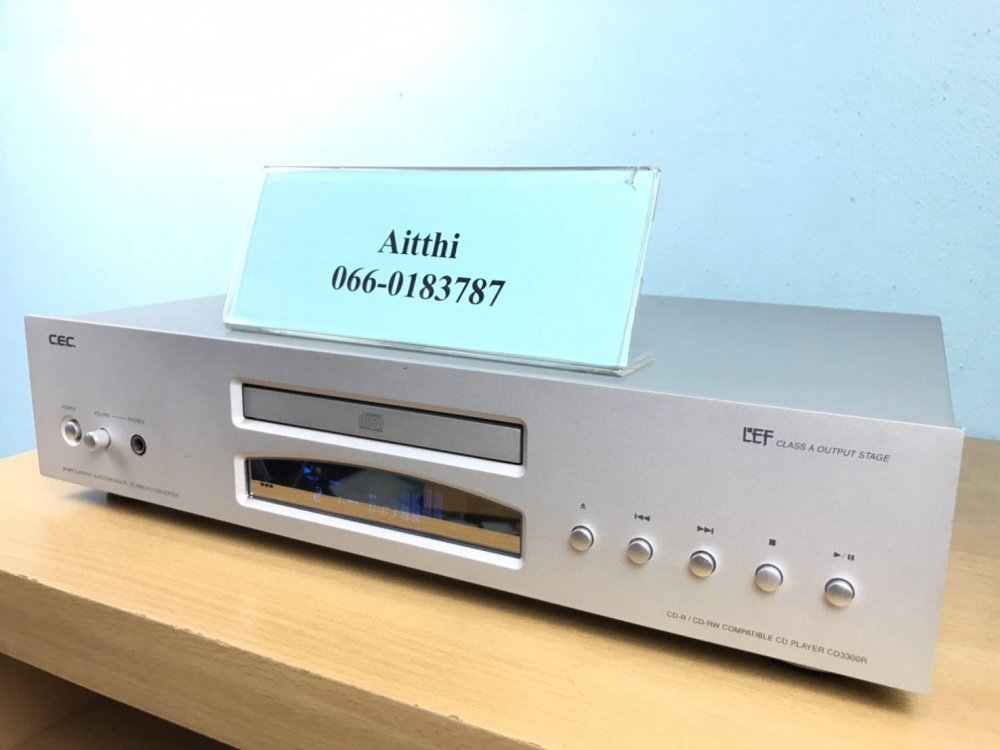 Aitthi
066-0183787
C.E.C.
POWER
VOLUME
PHONES
LEF CLASS A OUTPUT STAGE
CD-R / CD-RW COMPATIBLE CD PLAYER CD3300R